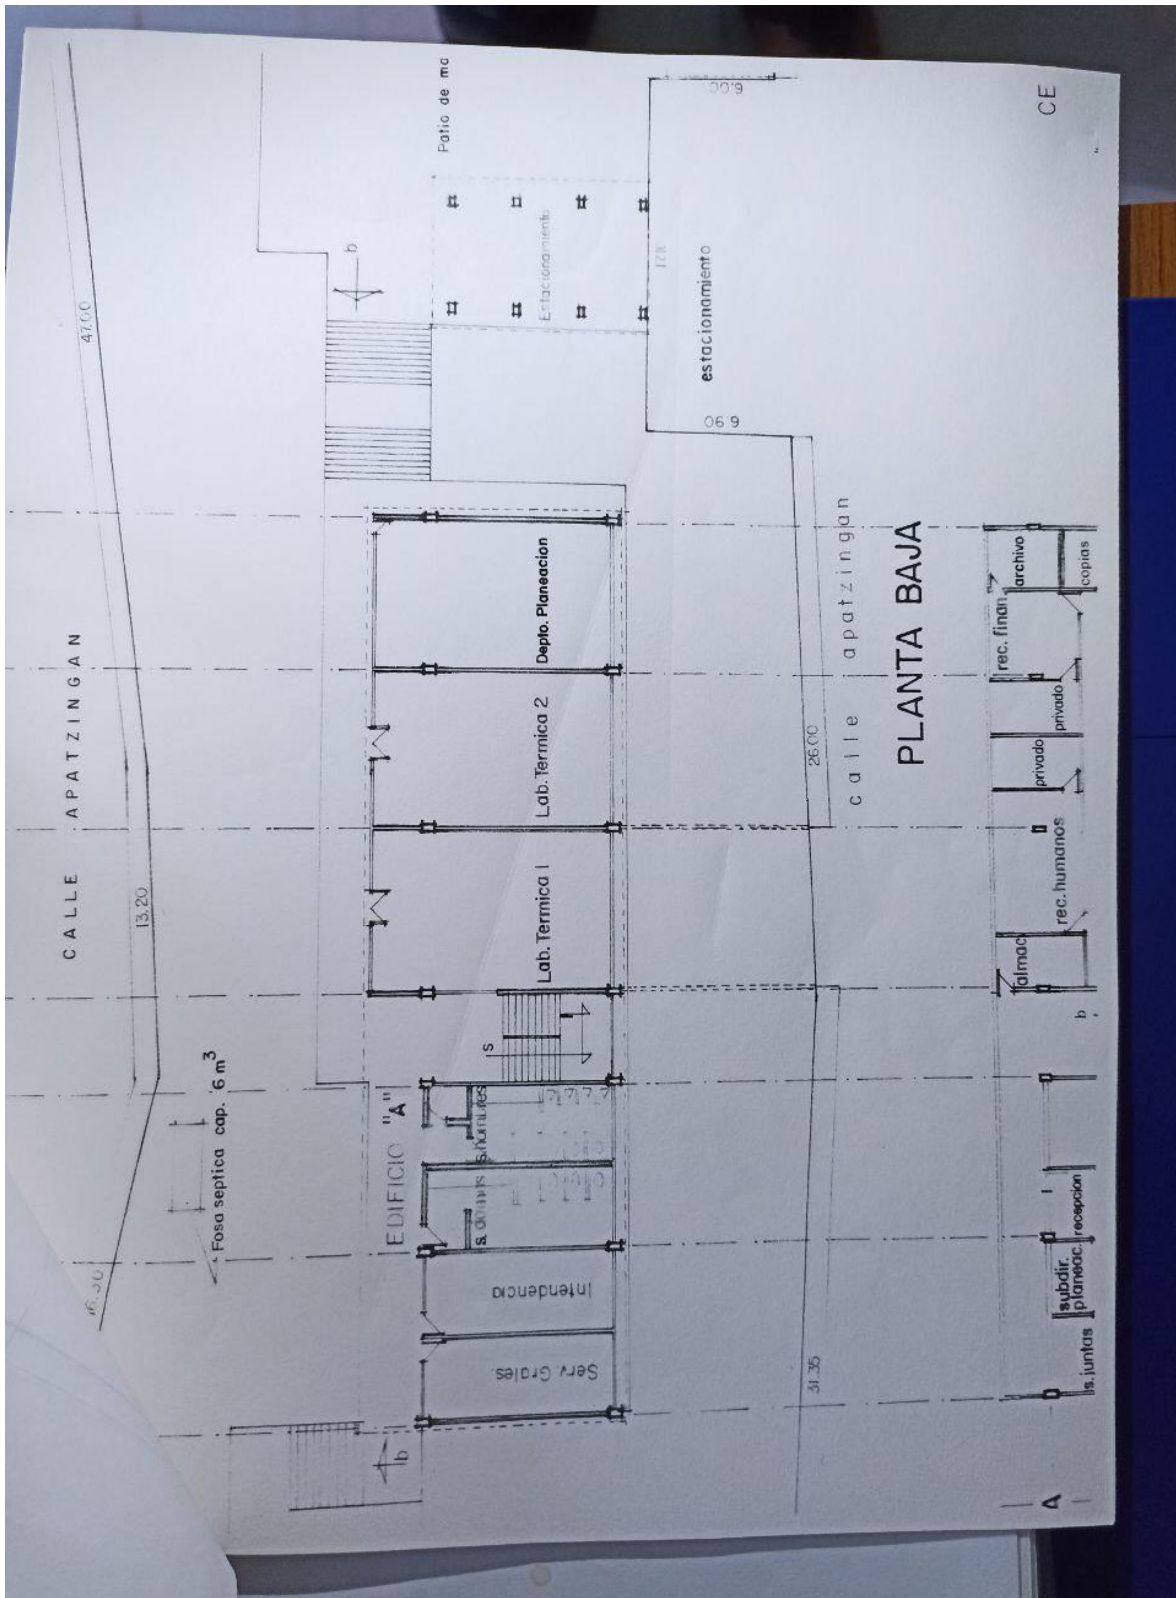 CALLE APATZINGAN
47.00
13.20
Fosa septica cap. 6 m³
Patio de ma
b
Estacionamiento
6.00
estacionamiento
6.90
EDIFICIO "A"
Serv. Grales.
Intendencia
s. damas
s. hombres
s
Lab. Termica 1
Lab. Termica 2
Depto. Planeacion
b
31.35
26.00
calle apatzingan
PLANTA BAJA
s. juntas
subdir.
planeac.
recepcion
almac
rec. humanos
privado
privado
rec. finan
archivo
copias
b
A
CE